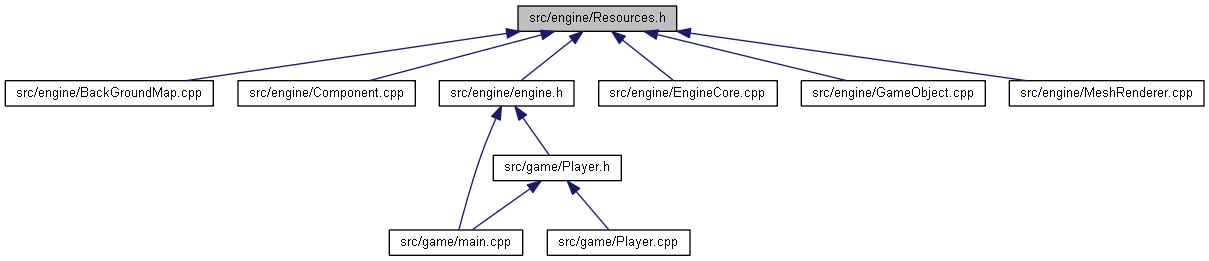 src/engine/Resources.h
src/engine/BackGroundMap.cpp
src/engine/Component.cpp
src/engine/engine.h
src/engine/EngineCore.cpp
src/engine/GameObject.cpp
src/engine/MeshRenderer.cpp
src/game/Player.h
src/game/main.cpp
src/game/Player.cpp